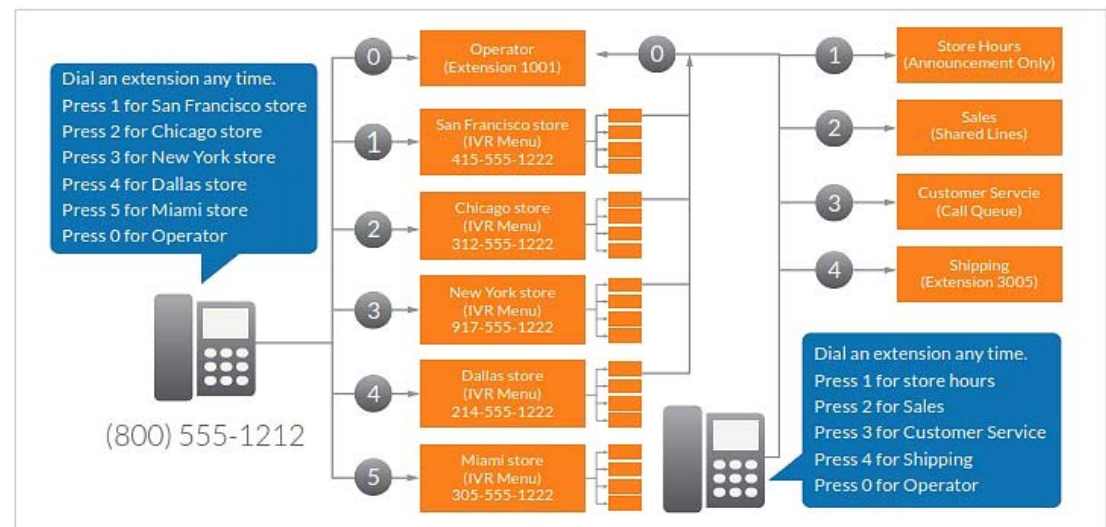 Dial an extension any time.
Press 1 for San Francisco store
Press 2 for Chicago store
Press 3 for New York store
Press 4 for Dallas store
Press 5 for Miami store
Press 0 for Operator
(800) 555-1212
0
Operator
(Extension 1001)
1
San Francisco store
(IVR Menu)
415-555-1222
2
Chicago store
(IVR Menu)
312-555-1222
3
New York store
(IVR Menu)
917-555-1222
4
Dallas store
(IVR Menu)
214-555-1222
5
Miami store
(IVR Menu)
305-555-1222
0
1
Store Hours
(Announcement Only)
2
Sales
(Shared Lines)
3
Customer Servcie
(Call Queue)
4
Shipping
(Extension 3005)
Dial an extension any time.
Press 1 for store hours
Press 2 for Sales
Press 3 for Customer Service
Press 4 for Shipping
Press 0 for Operator